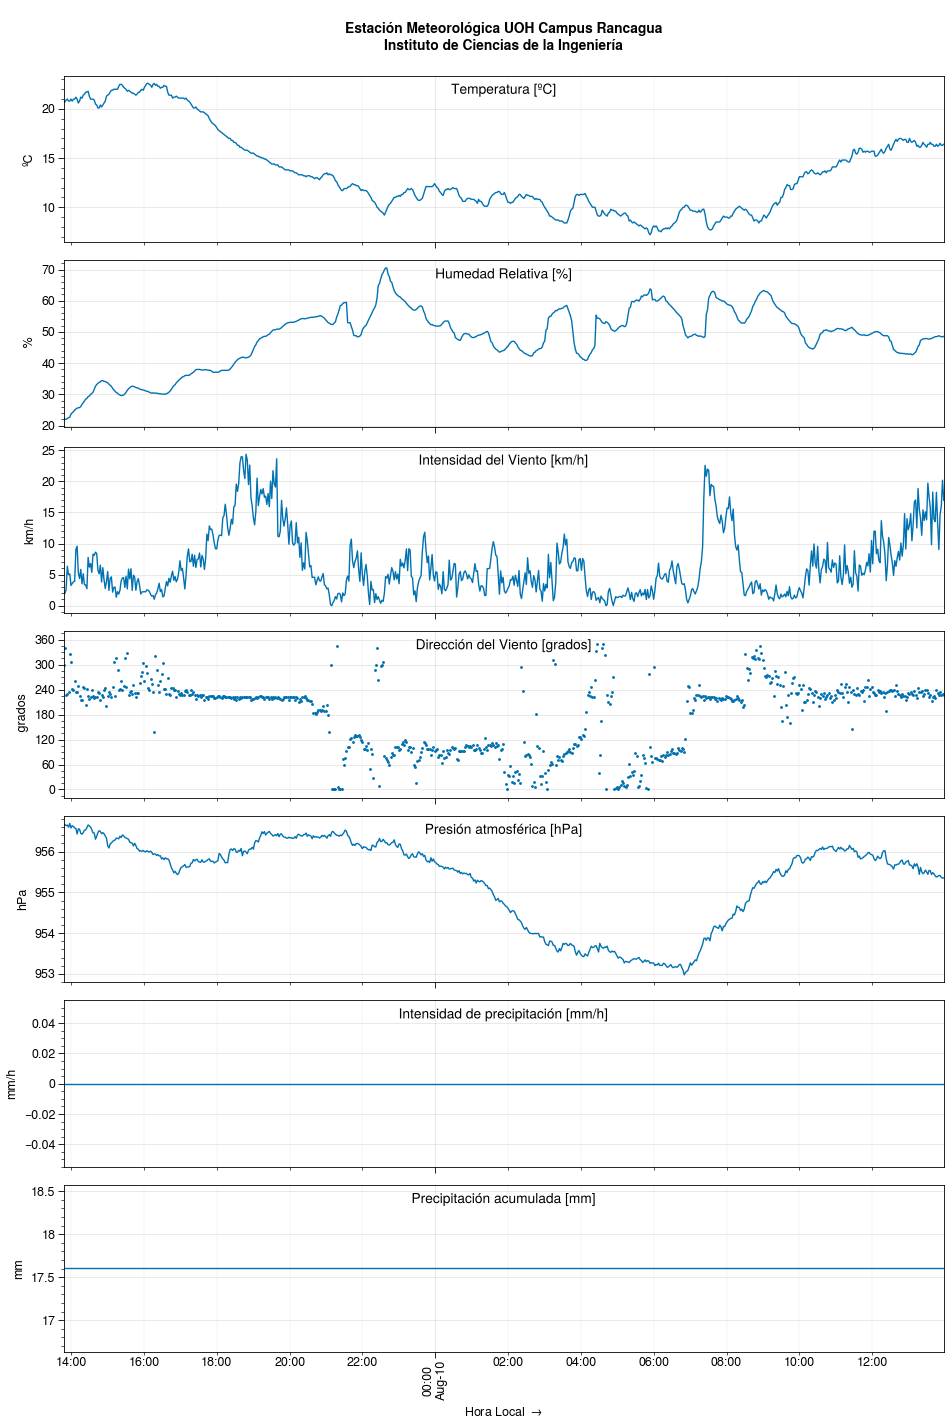 Estación Meteorológica UOH Campus Rancagua
Instituto de Ciencias de la Ingeniería
Temperatura [ºC]
20
15
10
ºC
Humedad Relativa [%]
70
60
50
40
30
20
%
Intensidad del Viento [km/h]
25
20
15
10
5
0
km/h
Dirección del Viento [grados]
360
300
240
180
120
60
0
grados
Presión atmosférica [hPa]
956
955
954
953
hPa
Intensidad de precipitación [mm/h]
0.04
0.02
0
−0.02
−0.04
mm/h
Precipitación acumulada [mm]
18.5
18
17.5
17
mm
14:00 16:00 18:00 20:00 22:00 00:00 02:00 04:00 06:00 08:00 10:00 12:00
Aug-10
Hora Local →